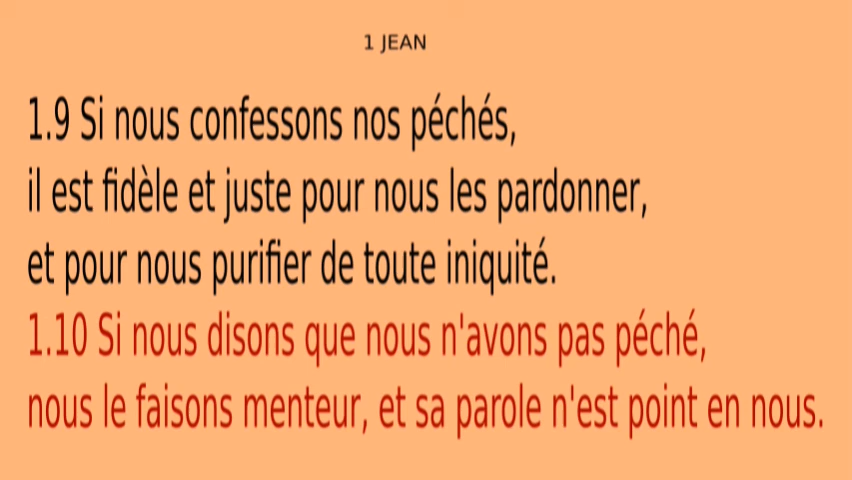 1 JEAN
1.9 Si nous confessons nos péchés,
il est fidèle et juste pour nous les pardonner,
et pour nous purifier de toute iniquité.
1.10 Si nous disons que nous n'avons pas péché,
nous le faisons menteur, et sa parole n'est point en nous.